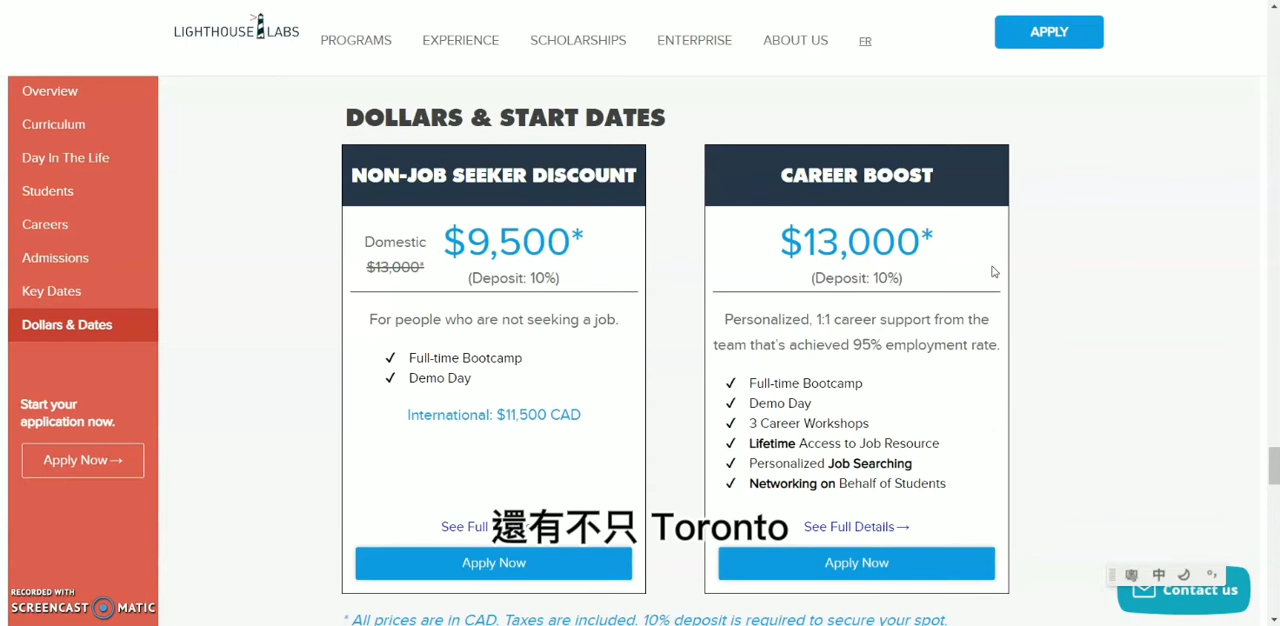 LIGHTHOUSE LABS
PROGRAMS EXPERIENCE SCHOLARSHIPS ENTERPRISE ABOUT US FR
APPLY
Overview
Curriculum
Day In The Life
Students
Careers
Admissions
Key Dates
Dollars & Dates
Start your
application now.
Apply Now→
DOLLARS & START DATES
NON-JOB SEEKER DISCOUNT
Domestic $9,500*
$13,000*
(Deposit: 10%)
For people who are not seeking a job.
✓ Full-time Bootcamp
✓ Demo Day
International: $11,500 CAD
See Full
Apply Now
CAREER BOOST
$13,000*
(Deposit: 10%)
Personalized, 1:1 career support from the
team that's achieved 95% employment rate.
✓ Full-time Bootcamp
✓ Demo Day
✓ 3 Career Workshops
✓ Lifetime Access to Job Resource
✓ Personalized Job Searching
✓ Networking on Behalf of Students
See Full Details→
Apply Now
還有不只 Toronto
* All prices are in CAD. Taxes are included. 10% deposit is required to secure your spot.
中
Contact us
RECORDED WITH
SCREENCAST MATIC